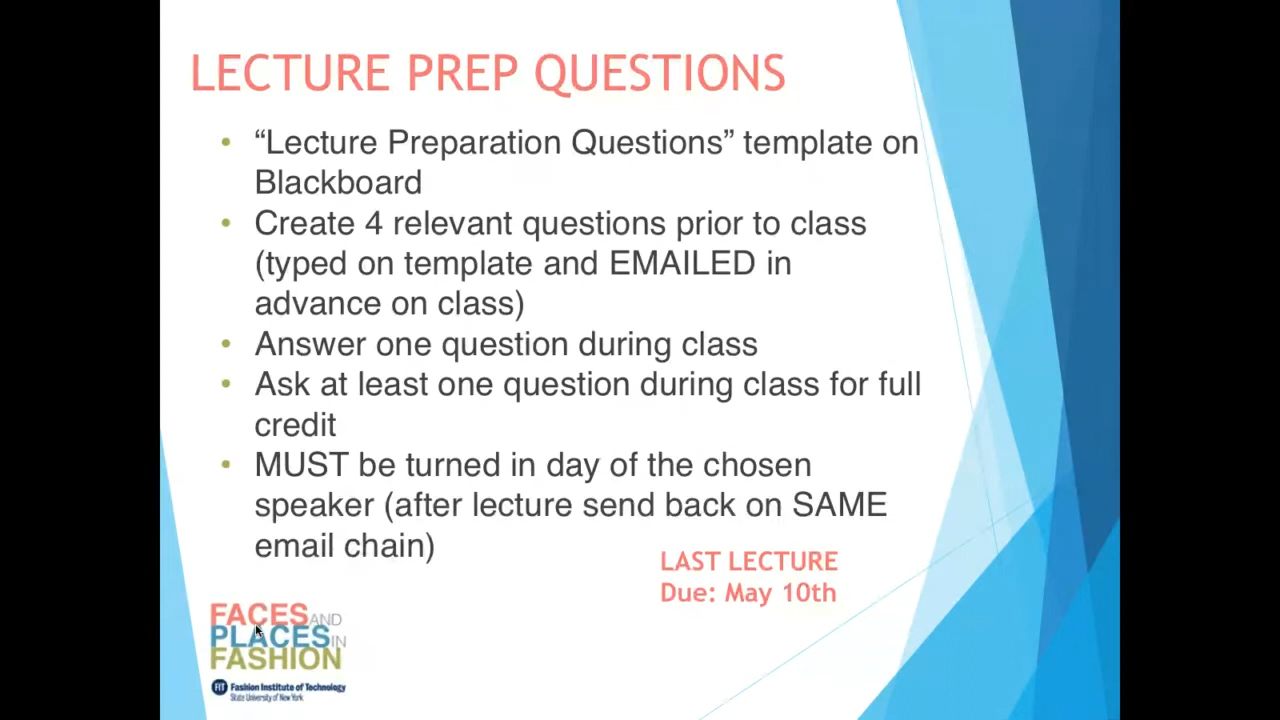 LECTURE PREP QUESTIONS
• “Lecture Preparation Questions” template on
Blackboard
• Create 4 relevant questions prior to class
(typed on template and EMAILED in
advance on class)
• Answer one question during class
• Ask at least one question during class for full
credit
• MUST be turned in day of the chosen
speaker (after lecture send back on SAME
email chain)
LAST LECTURE
Due: May 10th
FACES AND
PLACES IN
FASHION
FIT Fashion Institute of Technology
State University of New York